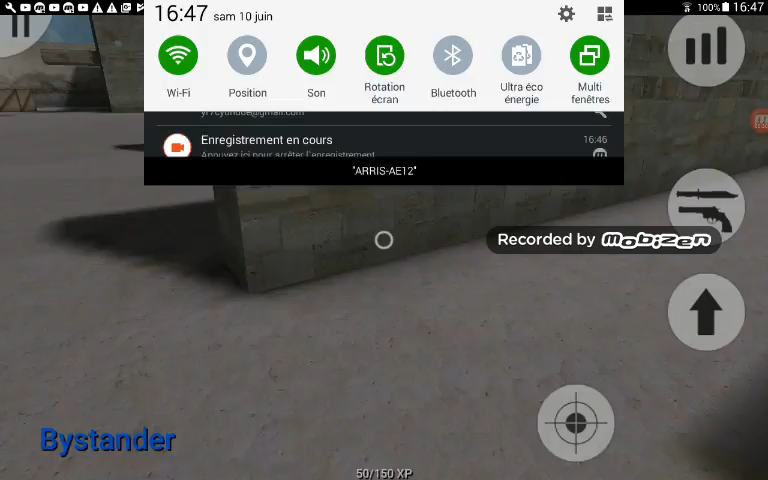 16:47 sam 10 juin
100% 16:47
Wi-Fi
Position
Son
Rotation
écran
Bluetooth
Ultra éco
énergie
Multi
fenêtres
Enregistrement en cours
16:46
Appuyez ici pour arrêter l'enregistrement
"ARRIS-AE12"
Recorded by mobizen
Bystander
50/150 XP